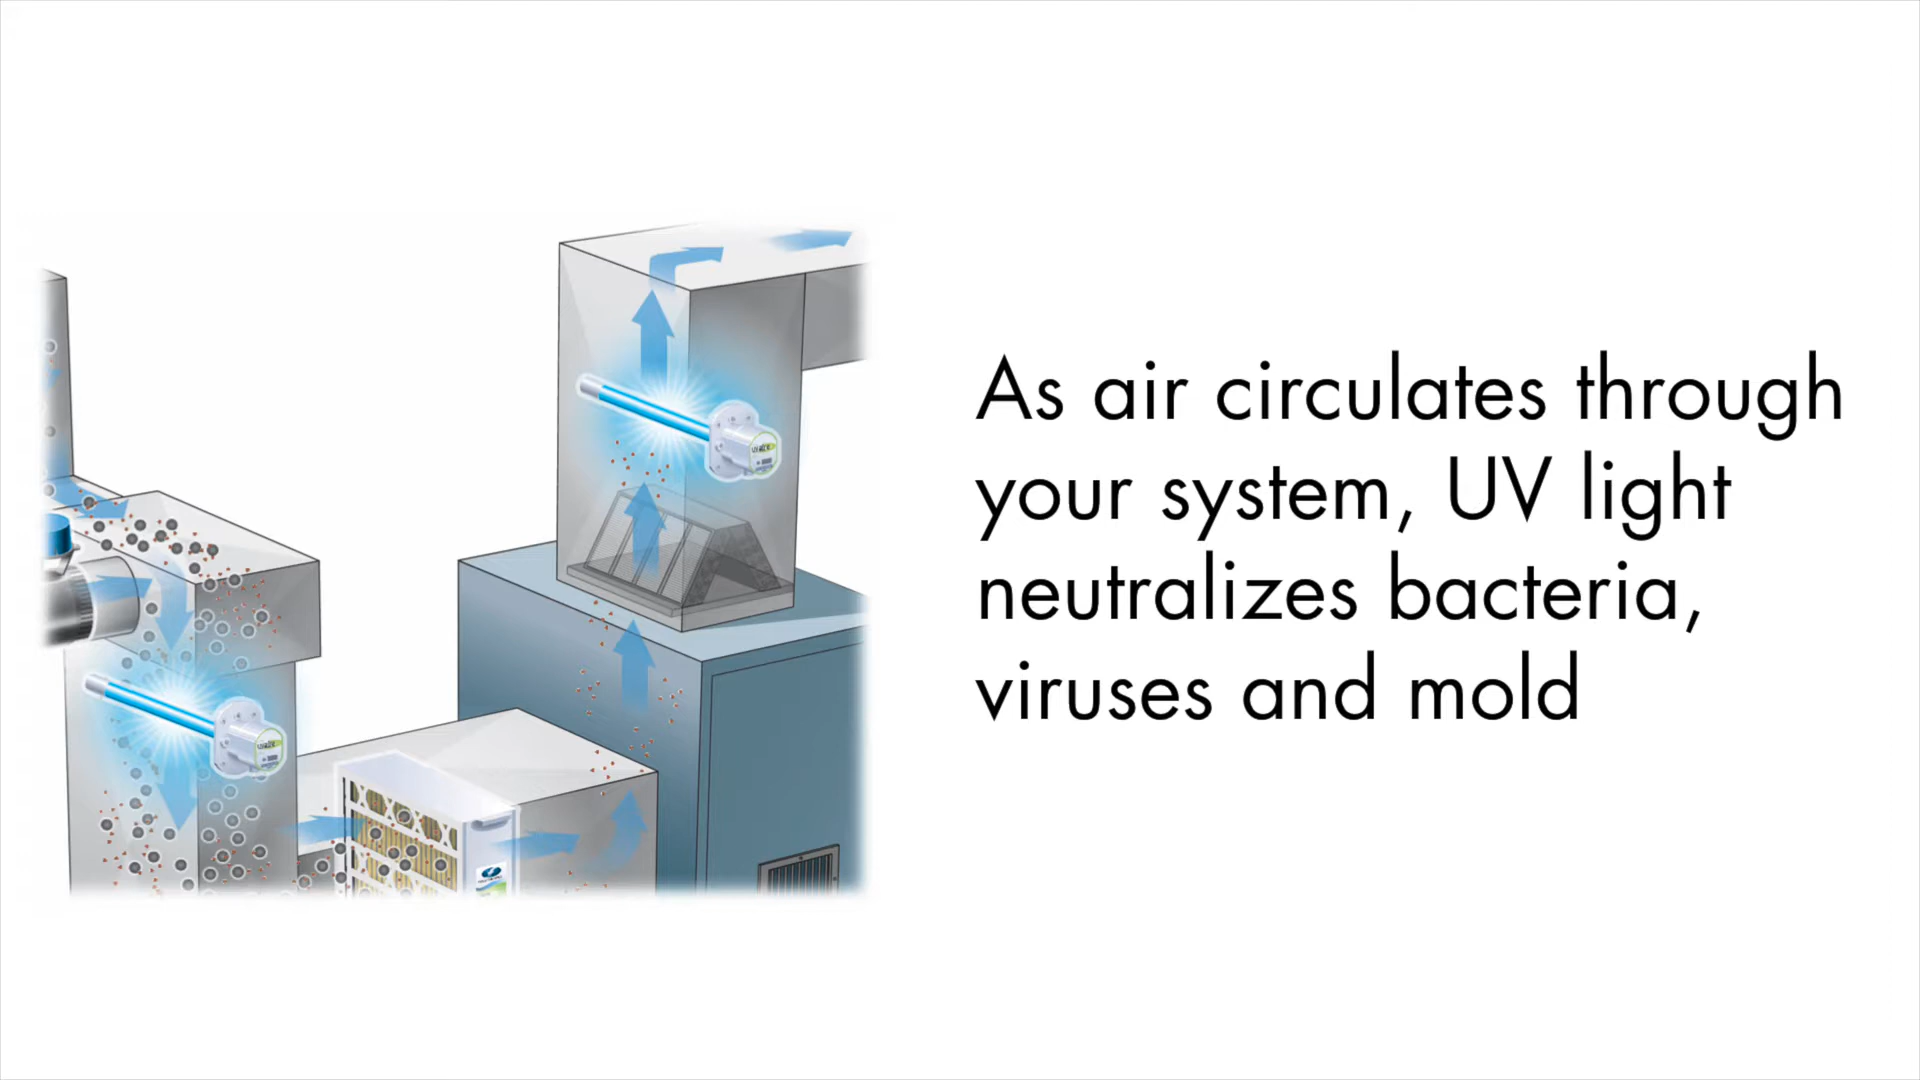 As air circulates through
your system, UV light
neutralizes bacteria,
viruses and mold